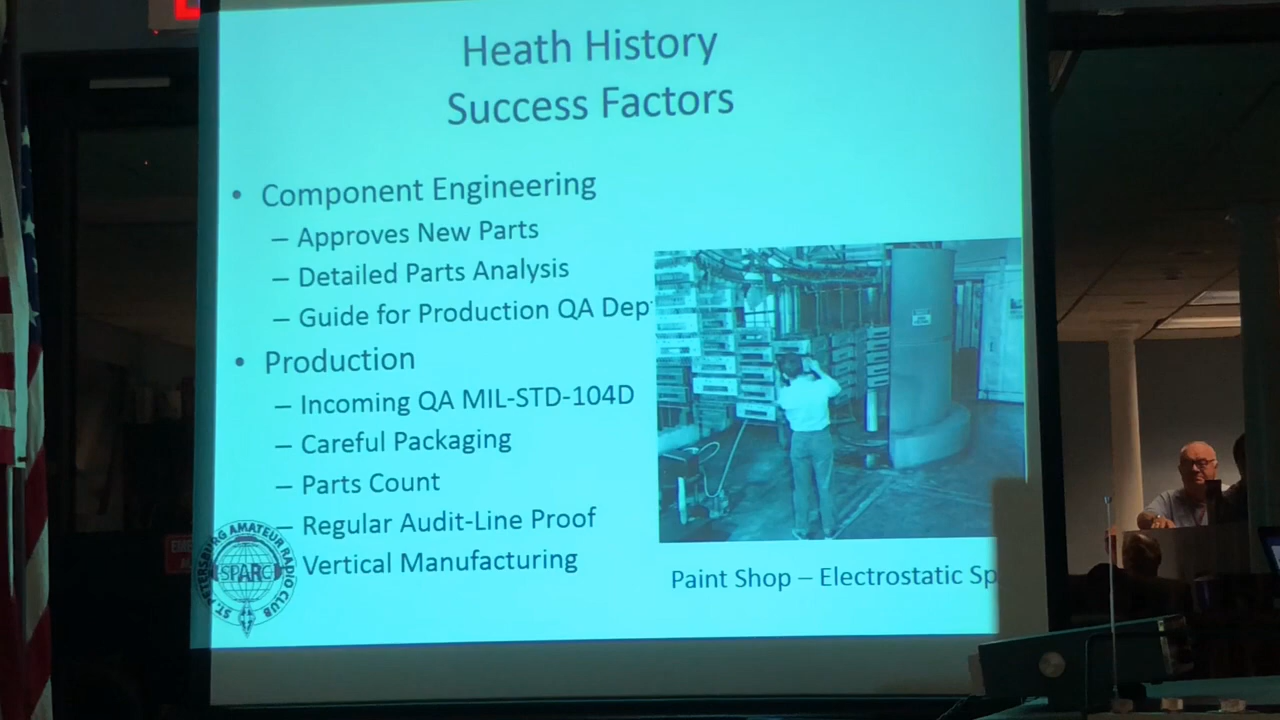 Heath History
Success Factors
• Component Engineering
– Approves New Parts
– Detailed Parts Analysis
– Guide for Production QA Dep
• Production
– Incoming QA MIL-STD-104D
– Careful Packaging
– Parts Count
– Regular Audit-Line Proof
Vertical Manufacturing
Paint Shop – Electrostatic Sp
ST. PETERSBURG AMATEUR RADIO CLUB
SPARC